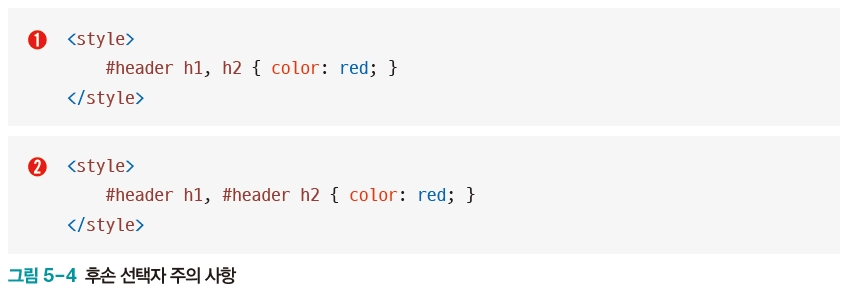 ❶ <style>
#header h1, h2 { color: red; }
</style>
❷ <style>
#header h1, #header h2 { color: red; }
</style>
그림 5-4 후손 선택자 주의 사항